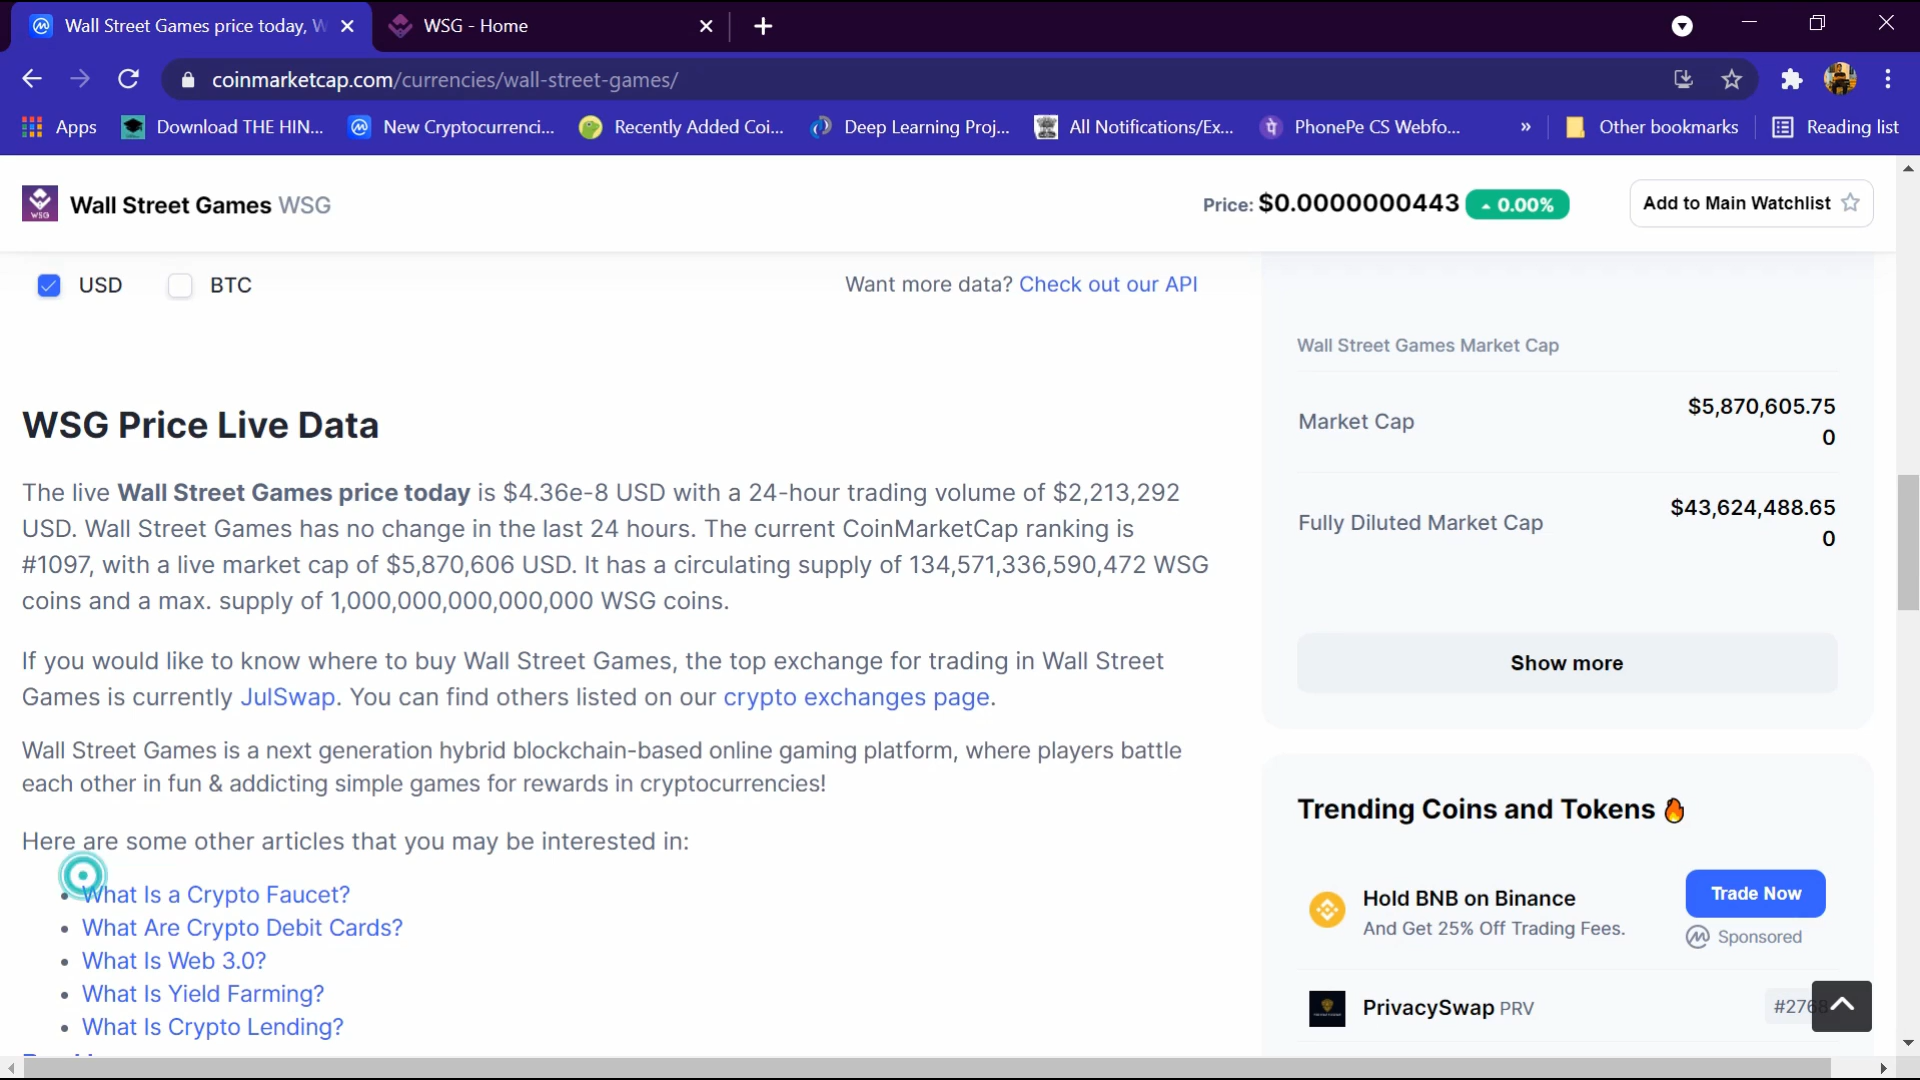 Wall Street Games price today, W
WSG - Home
coinmarketcap.com/currencies/wall-street-games/
Apps
Download THE HIN...
New Cryptocurrenci...
Recently Added Coi...
Deep Learning Proj...
All Notifications/Ex...
PhonePe CS Webfo...
»
Other bookmarks
Reading list
WSG
Wall Street Games WSG
Price: $0.0000000443
0.00%
Add to Main Watchlist
USD
BTC
Want more data? Check out our API
WSG Price Live Data
The live Wall Street Games price today is $4.36e-8 USD with a 24-hour trading volume of $2,213,292
USD. Wall Street Games has no change in the last 24 hours. The current CoinMarketCap ranking is
#1097, with a live market cap of $5,870,606 USD. It has a circulating supply of 134,571,336,590,472 WSG
coins and a max. supply of 1,000,000,000,000,000 WSG coins.
If you would like to know where to buy Wall Street Games, the top exchange for trading in Wall Street
Games is currently JulSwap. You can find others listed on our crypto exchanges page.
Wall Street Games is a next generation hybrid blockchain-based online gaming platform, where players battle
each other in fun & addicting simple games for rewards in cryptocurrencies!
Here are some other articles that you may be interested in:
• What Is a Crypto Faucet?
• What Are Crypto Debit Cards?
• What Is Web 3.0?
• What Is Yield Farming?
• What Is Crypto Lending?
Wall Street Games Market Cap
Market Cap
$5,870,605.75
0
Fully Diluted Market Cap
$43,624,488.65
0
Show more
Trending Coins and Tokens 🔥
Hold BNB on Binance
And Get 25% Off Trading Fees.
Trade Now
Sponsored
PrivacySwap PRV